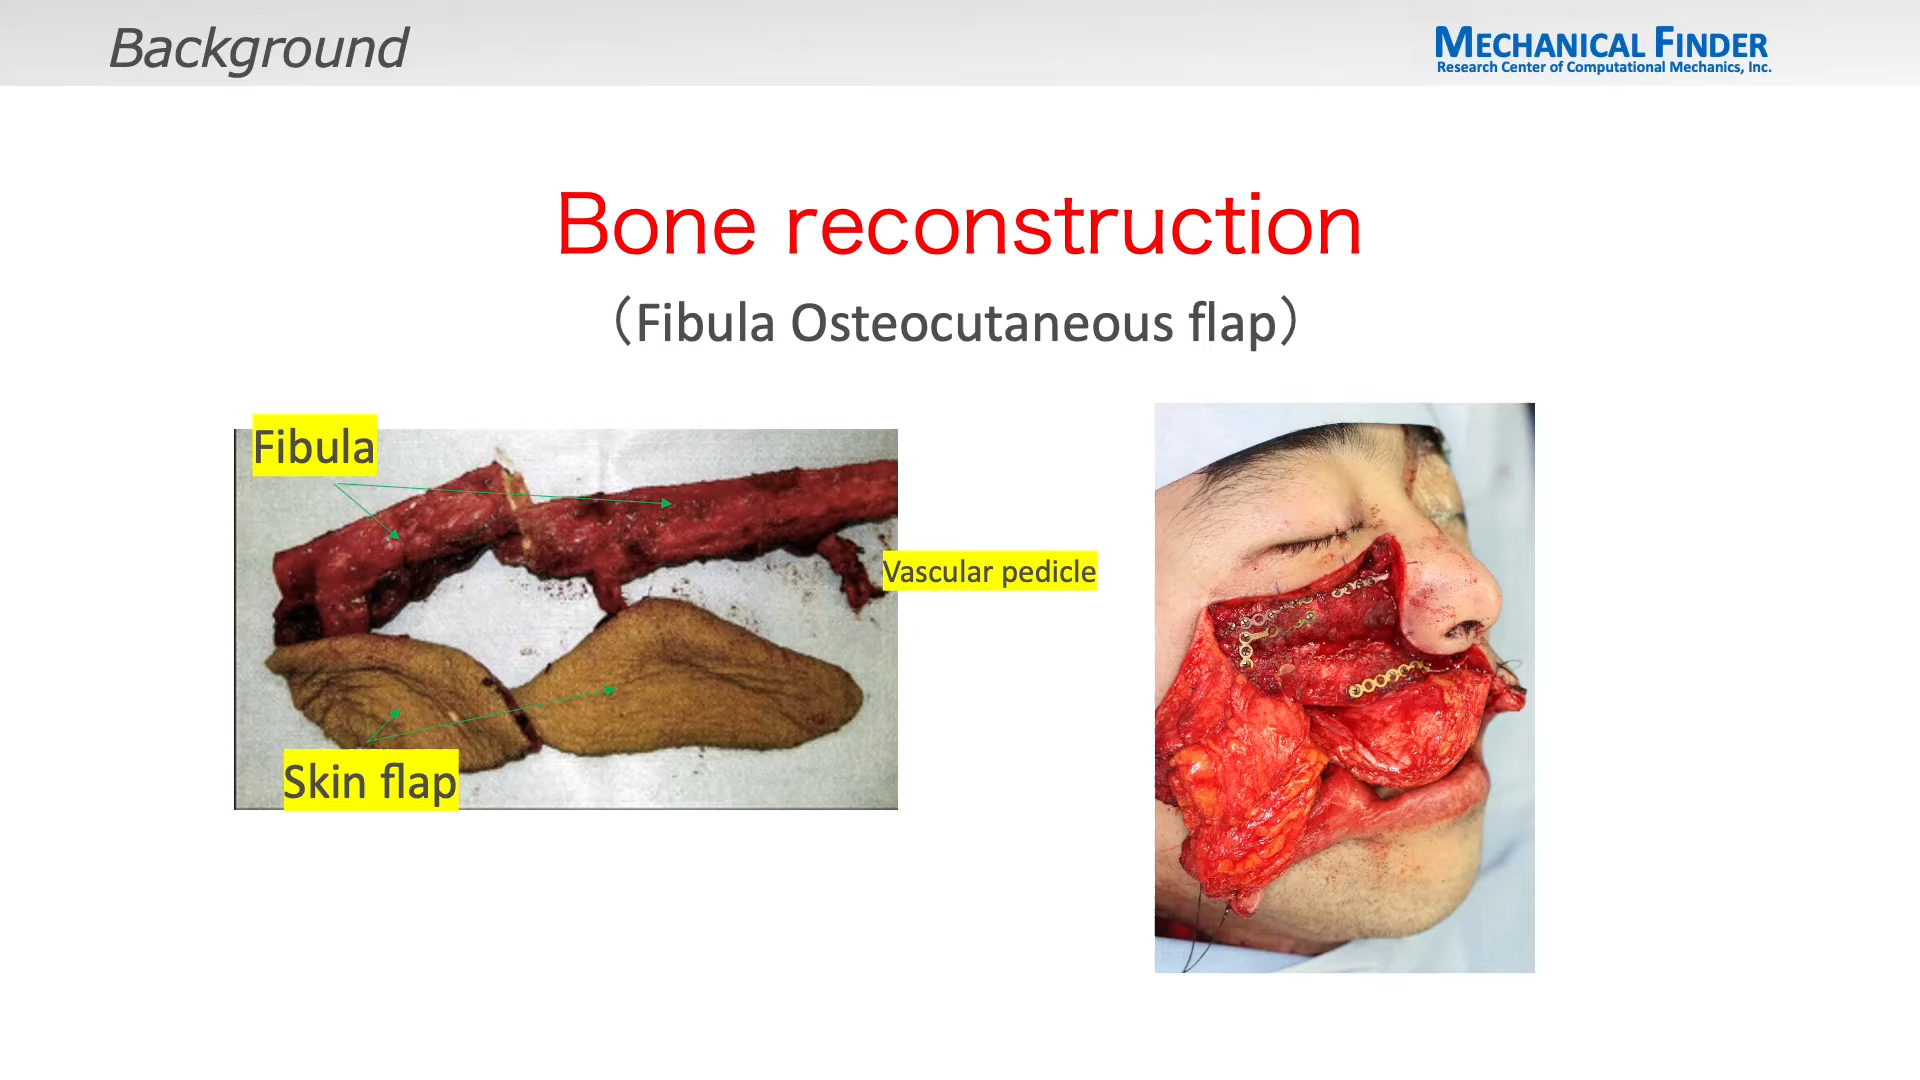 Background
MECHANICAL FINDER
Research Center of Computational Mechanics, Inc.
Bone reconstruction
（Fibula Osteocutaneous flap）
Fibula
Vascular pedicle
Skin flap